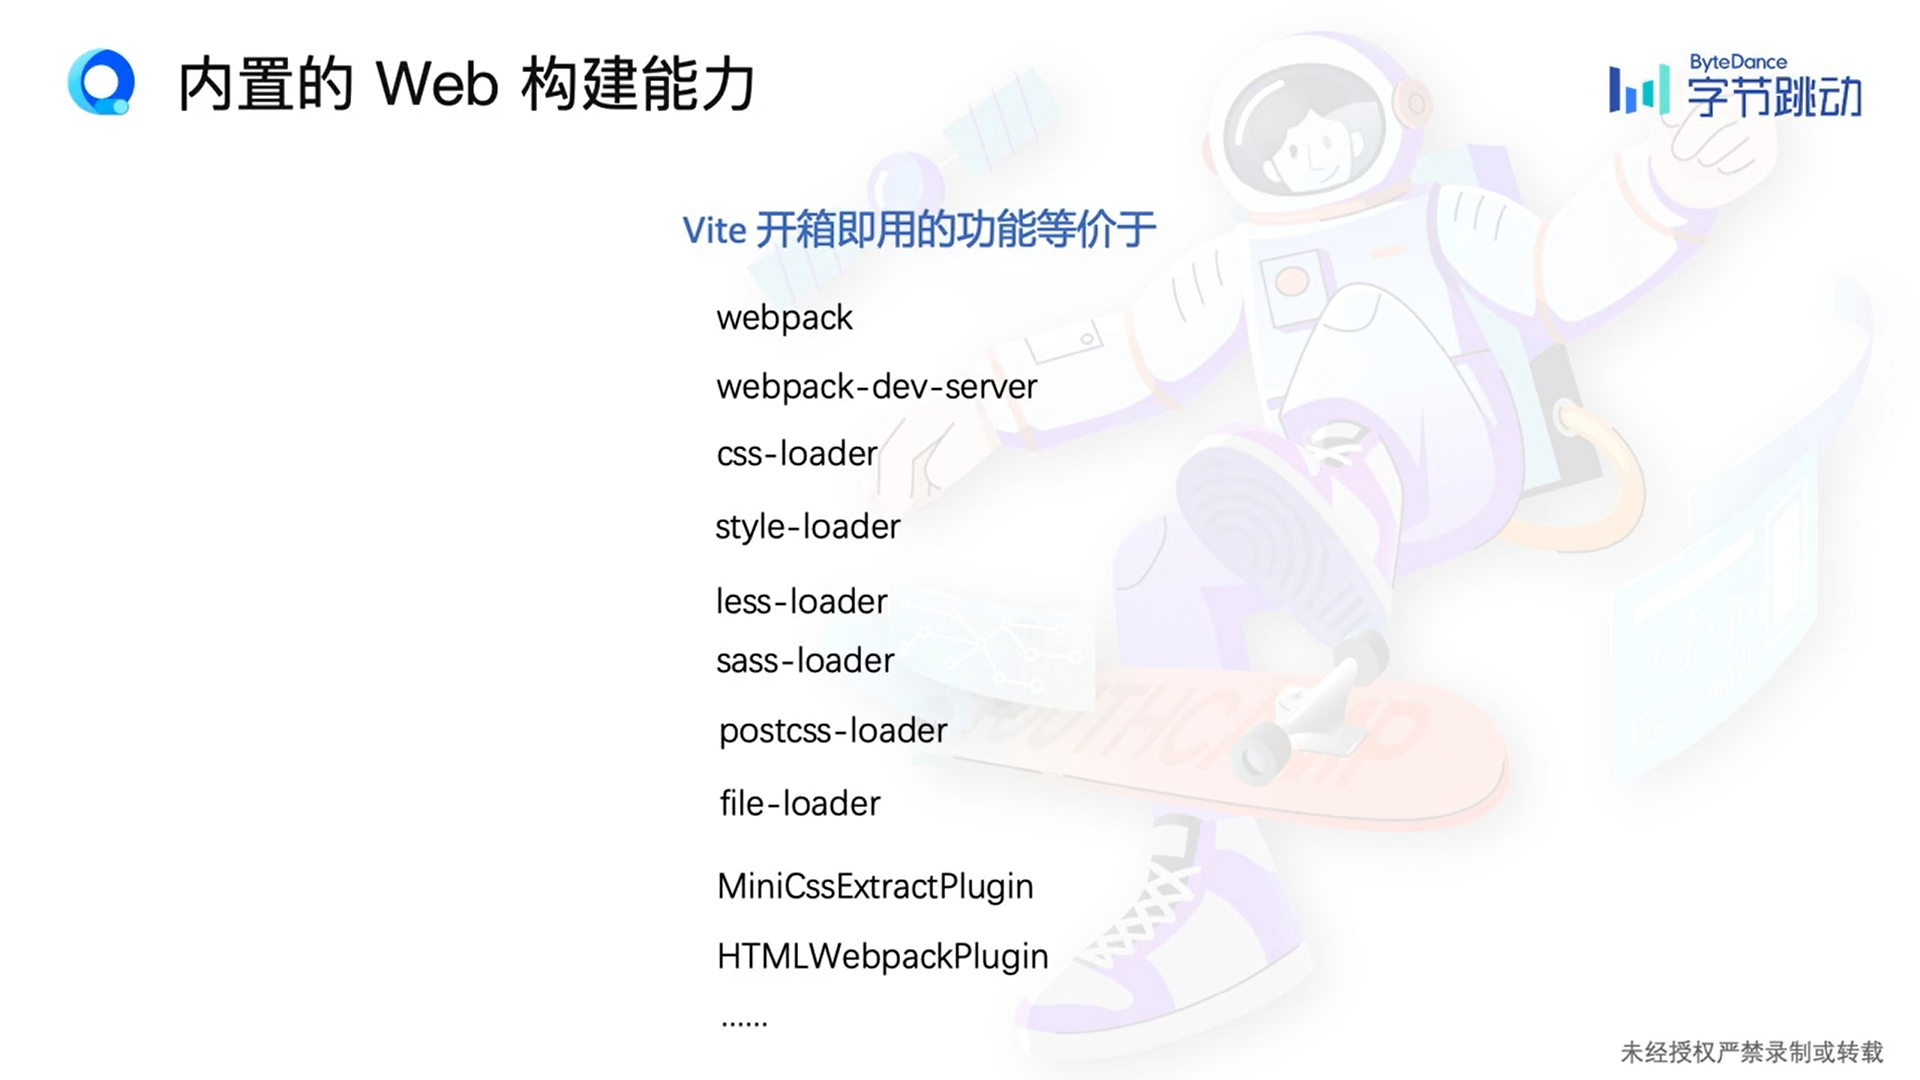 内置的 Web 构建能力
ByteDance
字节跳动
Vite 开箱即用的功能等价于
webpack
webpack-dev-server
css-loader
style-loader
less-loader
sass-loader
postcss-loader
file-loader
MiniCssExtractPlugin
HTMLWebpackPlugin
......
YOUTHCAMP
未经授权严禁录制或转载